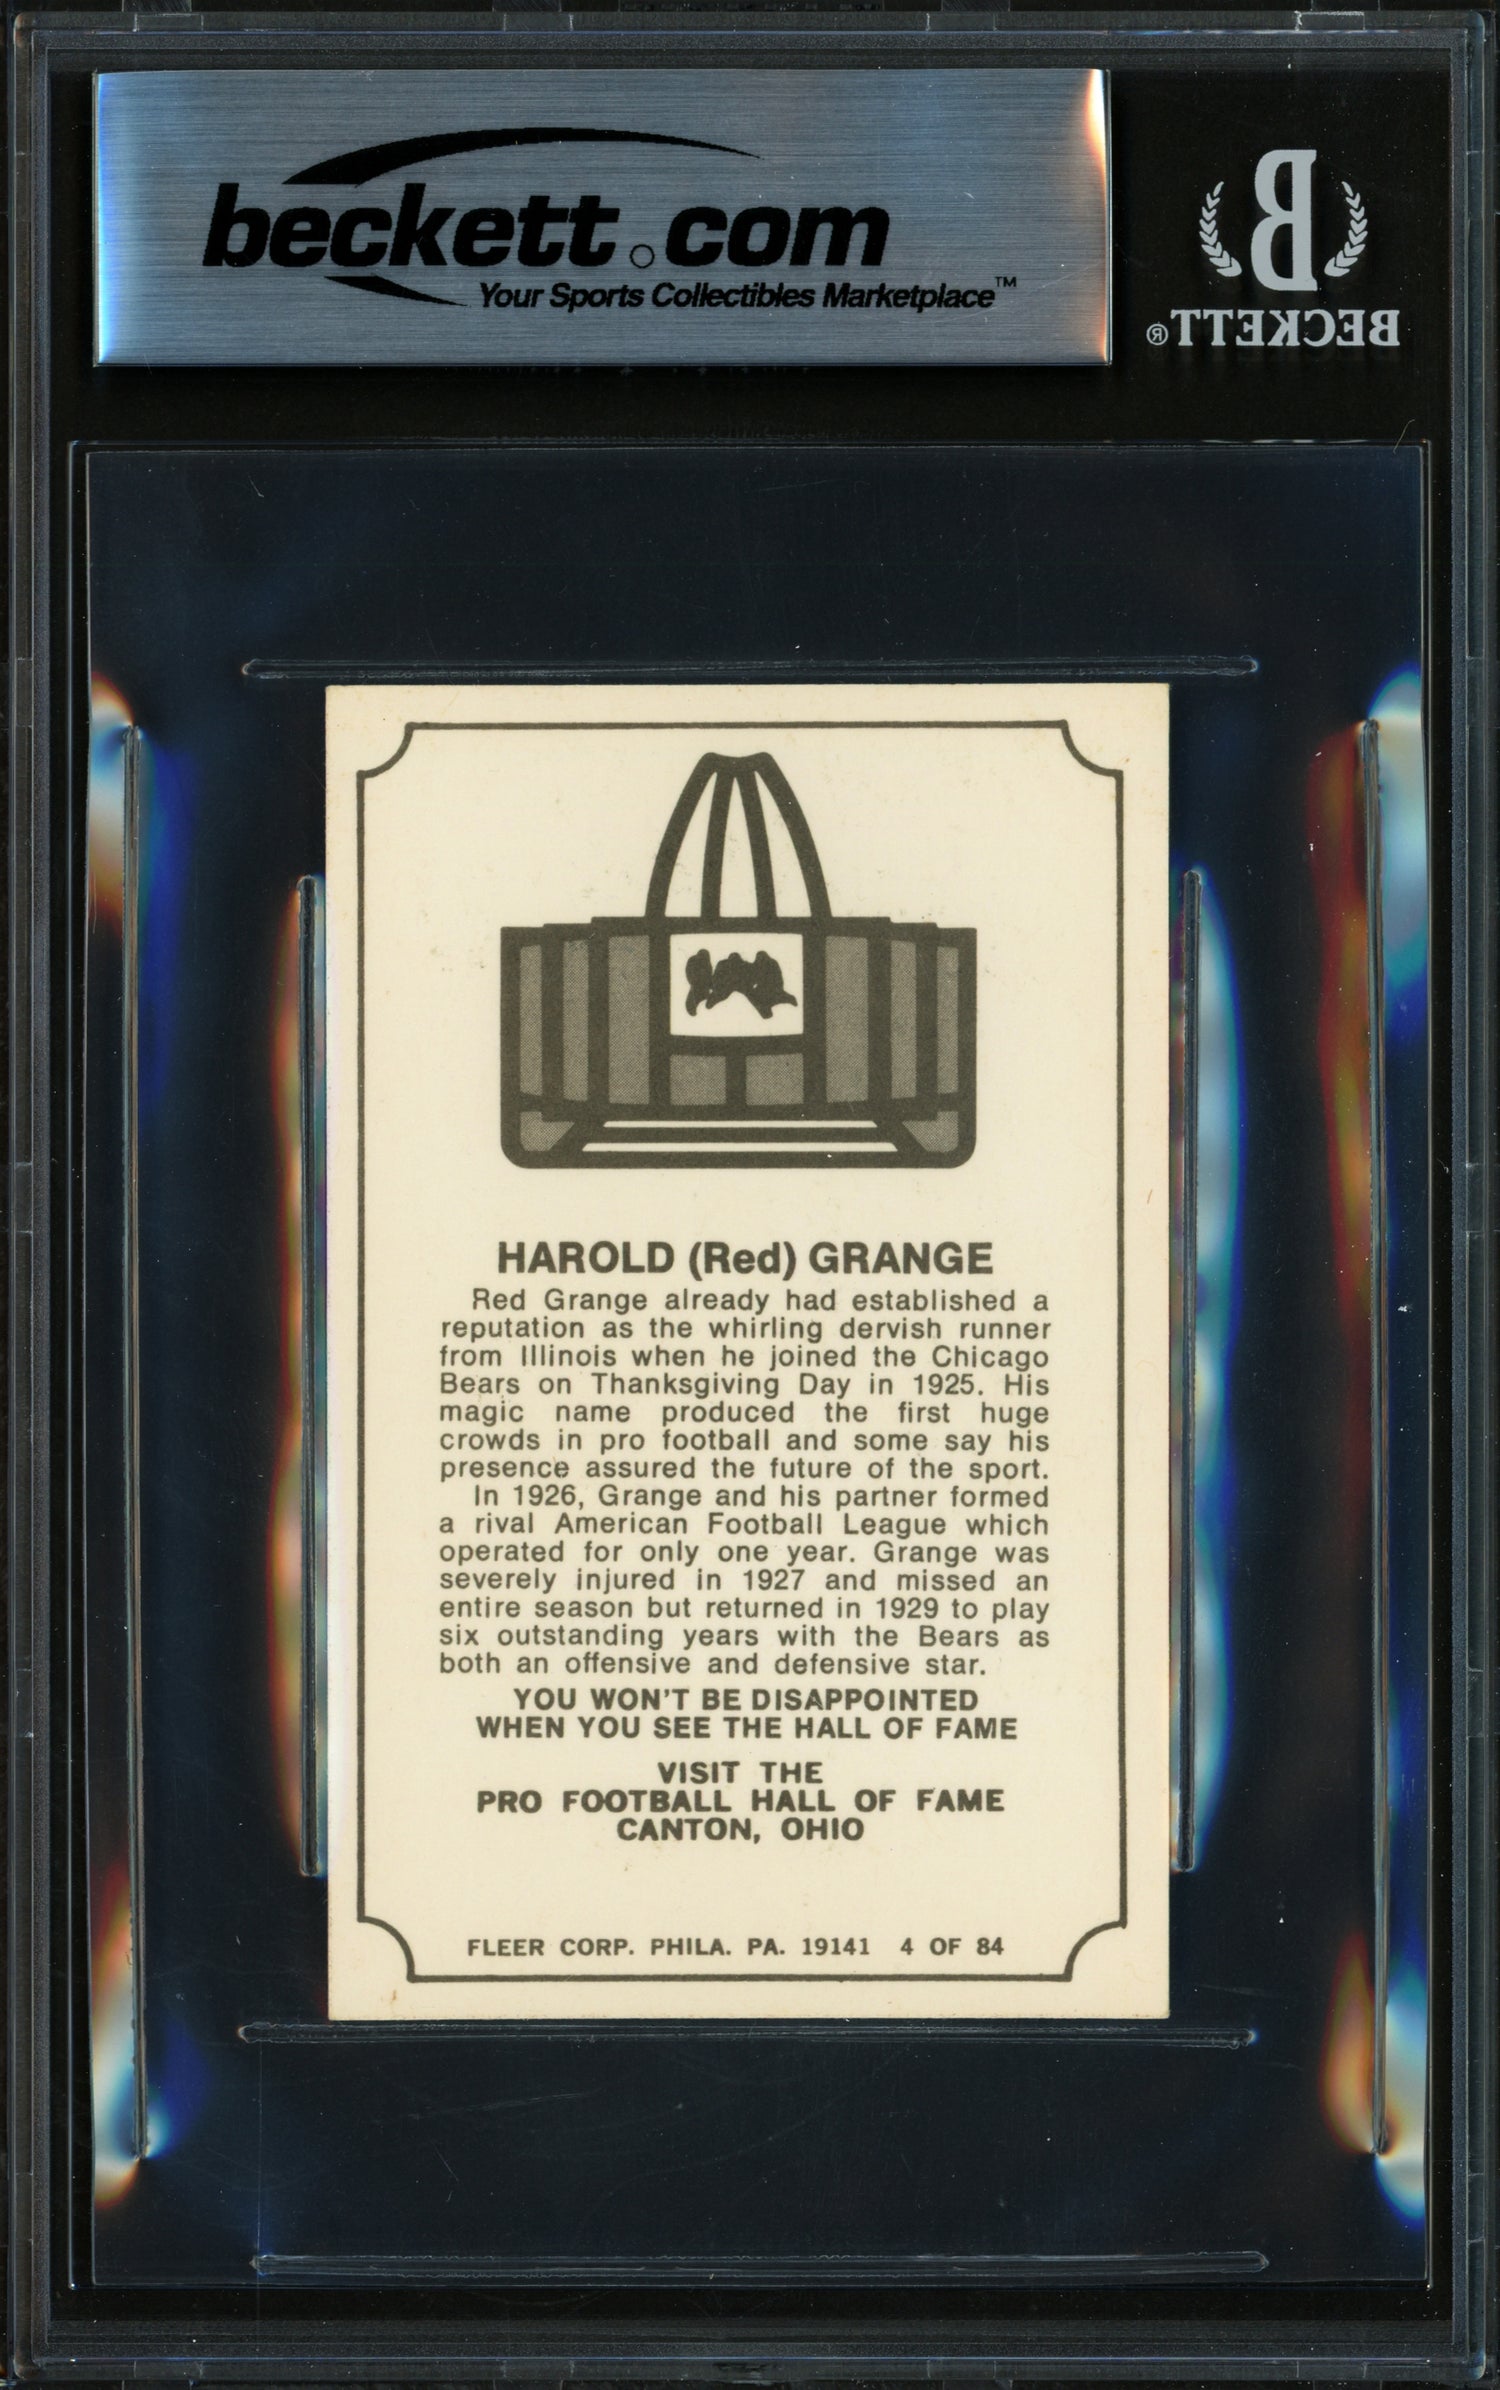 beckett.com
Your Sports Collectibles Marketplace™
B
BECKETT®
HAROLD (Red) GRANGE
Red Grange already had established a
reputation as the whirling dervish runner
from Illinois when he joined the Chicago
Bears on Thanksgiving Day in 1925. His
magic name produced the first huge
crowds in pro football and some say his
presence assured the future of the sport.
In 1926, Grange and his partner formed
a rival American Football League which
operated for only one year. Grange was
severely injured in 1927 and missed an
entire season but returned in 1929 to play
six outstanding years with the Bears as
both an offensive and defensive star.
YOU WON'T BE DISAPPOINTED
WHEN YOU SEE THE HALL OF FAME
VISIT THE
PRO FOOTBALL HALL OF FAME
CANTON, OHIO
FLEER CORP. PHILA. PA. 19141 4 OF 84